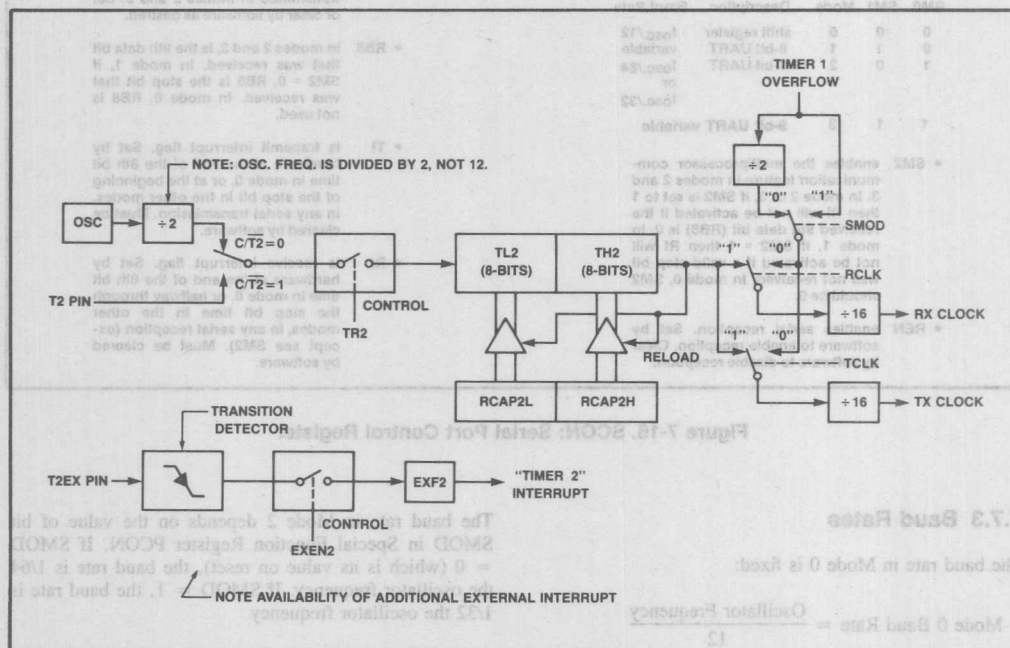 TIMER 1
OVERFLOW
NOTE: OSC. FREQ. IS DIVIDED BY 2, NOT 12.
÷2
"0" "1"
SMOD
OSC
÷2
C/T2̅ = 0
C/T2̅ = 1
T2 PIN
CONTROL
TR2
TL2
(8-BITS)
TH2
(8-BITS)
"1" "0"
RCLK
÷16
RX CLOCK
RELOAD
"1" "0"
TCLK
÷16
TX CLOCK
RCAP2L
RCAP2H
TRANSITION
DETECTOR
T2EX PIN
CONTROL
EXEN2
EXF2
"TIMER 2"
INTERRUPT
NOTE AVAILABILITY OF ADDITIONAL EXTERNAL INTERRUPT
Figure 7-16. SCON: Serial Port Control Register
.7.3 Baud Rates
he baud rate in Mode 0 is fixed:
Mode 0 Baud Rate = Oscillator Frequency
12
The baud rate in Mode 2 depends on the value of bit
SMOD in Special Function Register PCON. If SMOD
= 0 (which is its value on reset), the baud rate is 1/64
the oscillator frequency. If SMOD = 1, the baud rate is
1/32 the oscillator frequency.